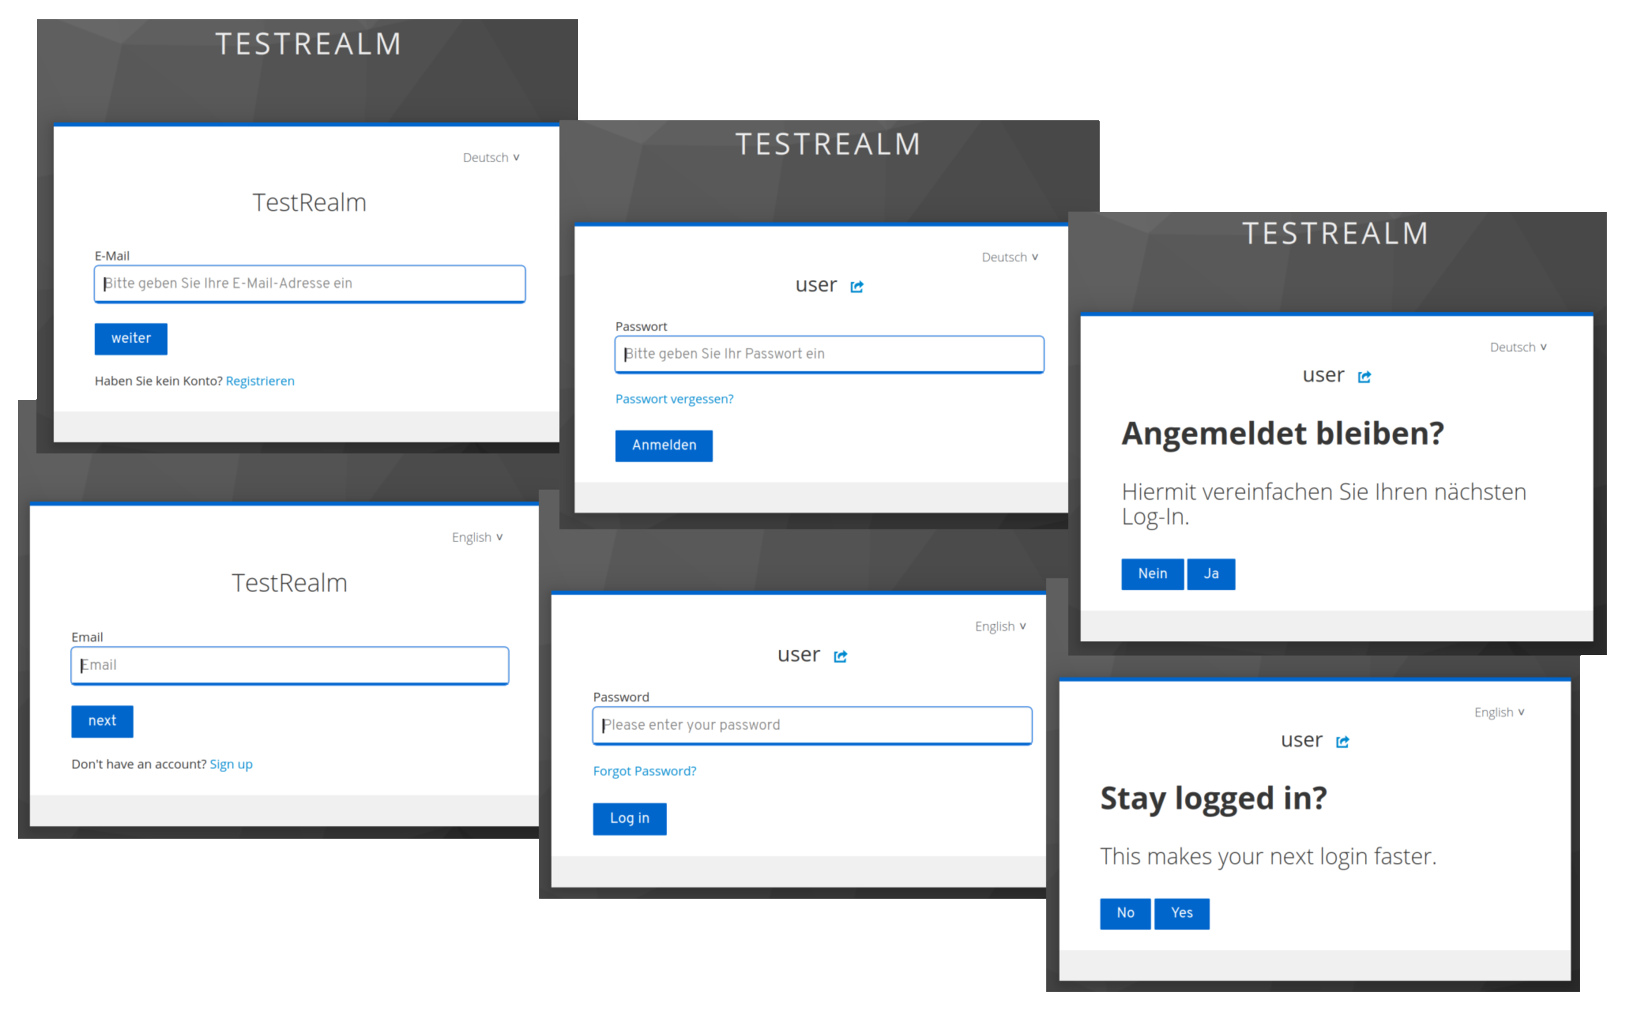 TESTREALM
Deutsch v
TestRealm
E-Mail
Bitte geben Sie Ihre E-Mail-Adresse ein
weiter
Haben Sie kein Konto? Registrieren
TESTREALM
Deutsch v
user
Passwort
Bitte geben Sie Ihr Passwort ein
Passwort vergessen?
Anmelden
TESTREALM
Deutsch v
user
Angemeldet bleiben?
Hiermit vereinfachen Sie Ihren nächsten
Log-In.
Nein Ja
English v
TestRealm
Email
Email
next
Don't have an account? Sign up
English v
user
Password
Please enter your password
Forgot Password?
Log in
English v
user
Stay logged in?
This makes your next login faster.
No Yes